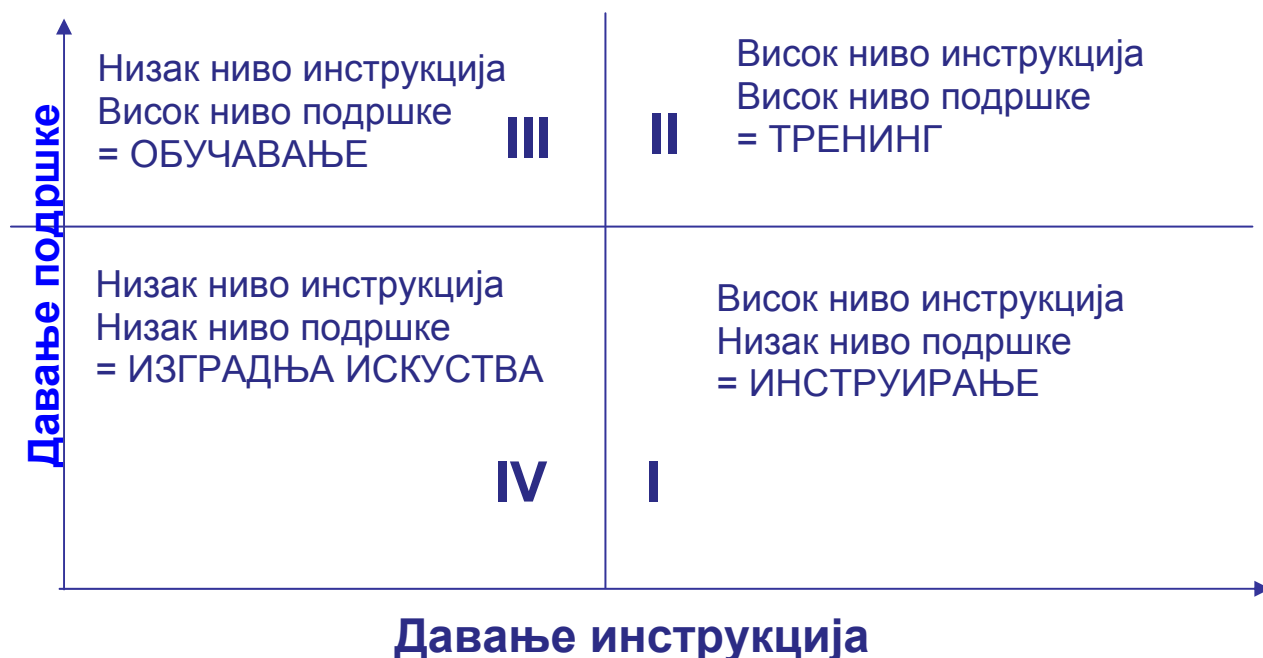 Давање подршке
Низак ниво инструкција
Висок ниво подршке
= ОБУЧАВАЊЕ
III
II
Висок ниво инструкција
Висок ниво подршке
= ТРЕНИНГ
Низак ниво инструкција
Низак ниво подршке
= ИЗГРАДЊА ИСКУСТВА
IV
I
Висок ниво инструкција
Низак ниво подршке
= ИНСТРУИРАЊЕ
Давање инструкција